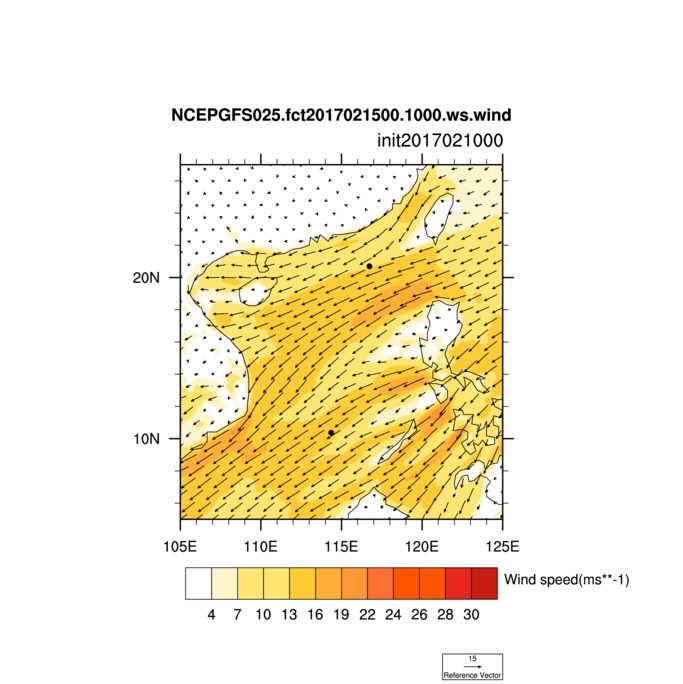 NCEPGFS025.fct2017021500.1000.ws.wind
init2017021000
20N
10N
105E 110E 115E 120E 125E
Wind speed(ms**-1)
4 7 10 13 16 19 22 24 26 28 30
15
Reference Vector